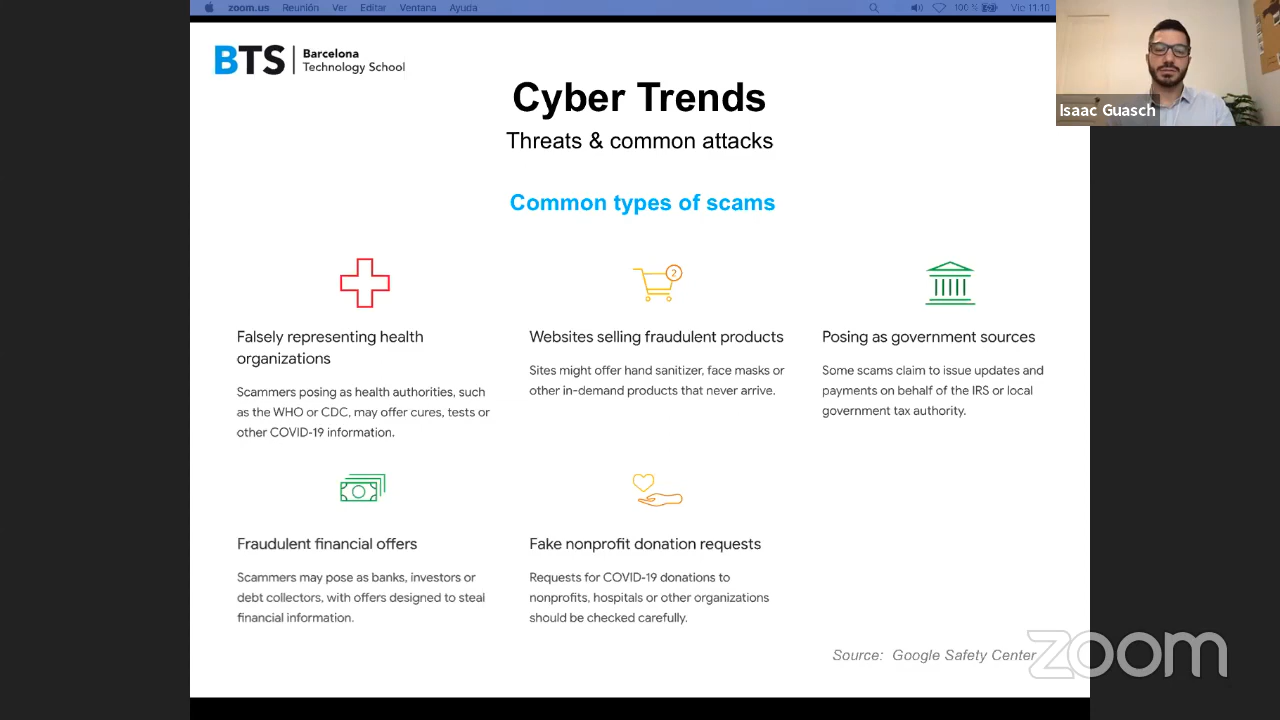 zoom.us Reunión Ver Editar Ventana Ayuda 100 % Vie 11.10
BTS Barcelona
Technology School
Isaac Guasch
Cyber Trends
Threats & common attacks
Common types of scams
2
Falsely representing health
organizations
Scammers posing as health authorities, such
as the WHO or CDC, may offer cures, tests or
other COVID-19 information.
Websites selling fraudulent products
Sites might offer hand sanitizer, face masks or
other in-demand products that never arrive.
Posing as government sources
Some scams claim to issue updates and
payments on behalf of the IRS or local
government tax authority.
Fraudulent financial offers
Scammers may pose as banks, investors or
debt collectors, with offers designed to steal
financial information.
Fake nonprofit donation requests
Requests for COVID-19 donations to
nonprofits, hospitals or other organizations
should be checked carefully.
Source: Google Safety Center
zoom